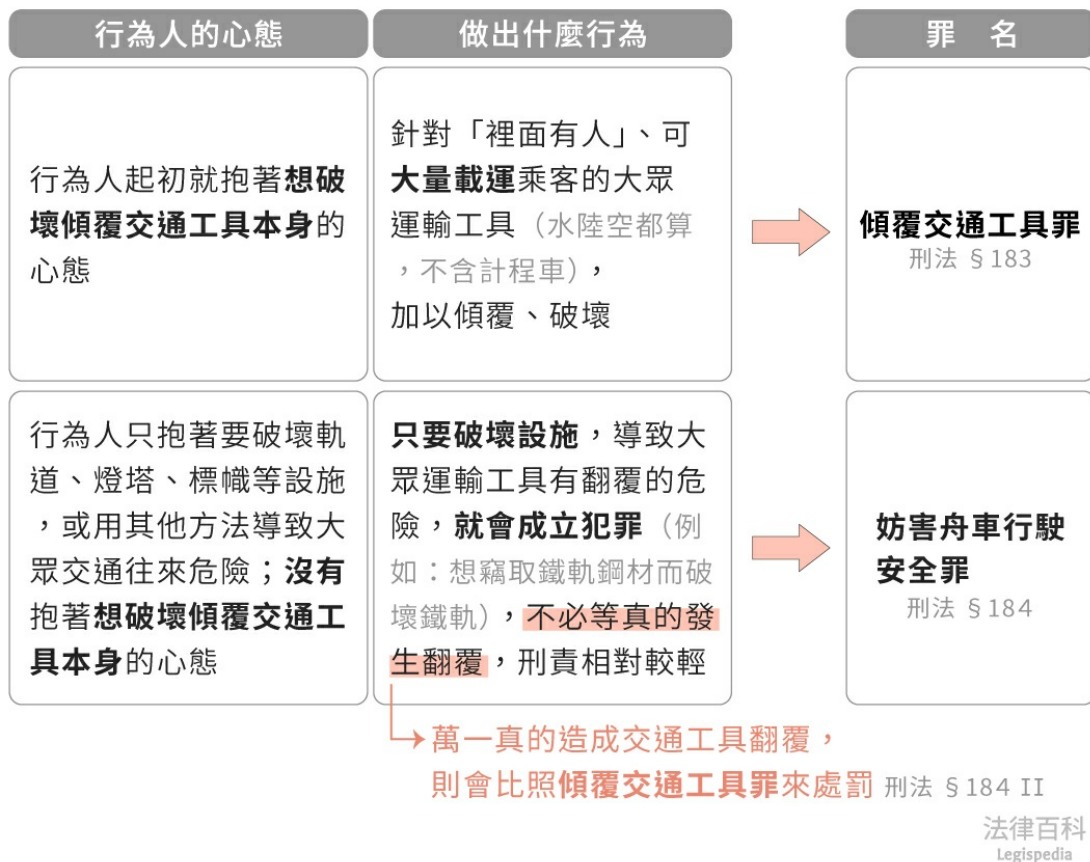 行為人的心態
做出什麼行為
罪 名
行為人起初就抱著想破
壞傾覆交通工具本身的
心態
針對「裡面有人」、可
大量載運乘客的大眾
運輸工具（水陸空都算
，不含計程車），
加以傾覆、破壞
傾覆交通工具罪
刑法 §183
行為人只抱著要破壞軌
道、燈塔、標幟等設施
，或用其他方法導致大
眾交通往來危險；沒有
抱著想破壞傾覆交通工
具本身的心態
只要破壞設施，導致大
眾運輸工具有翻覆的危
險，就會成立犯罪（例
如：想竊取鐵軌鋼材而破
壞鐵軌），不必等真的發
生翻覆，刑責相對較輕
妨害舟車行駛
安全罪
刑法 §184
萬一真的造成交通工具翻覆，
則會比照傾覆交通工具罪來處罰 刑法 §184 II
法律百科
Legispedia